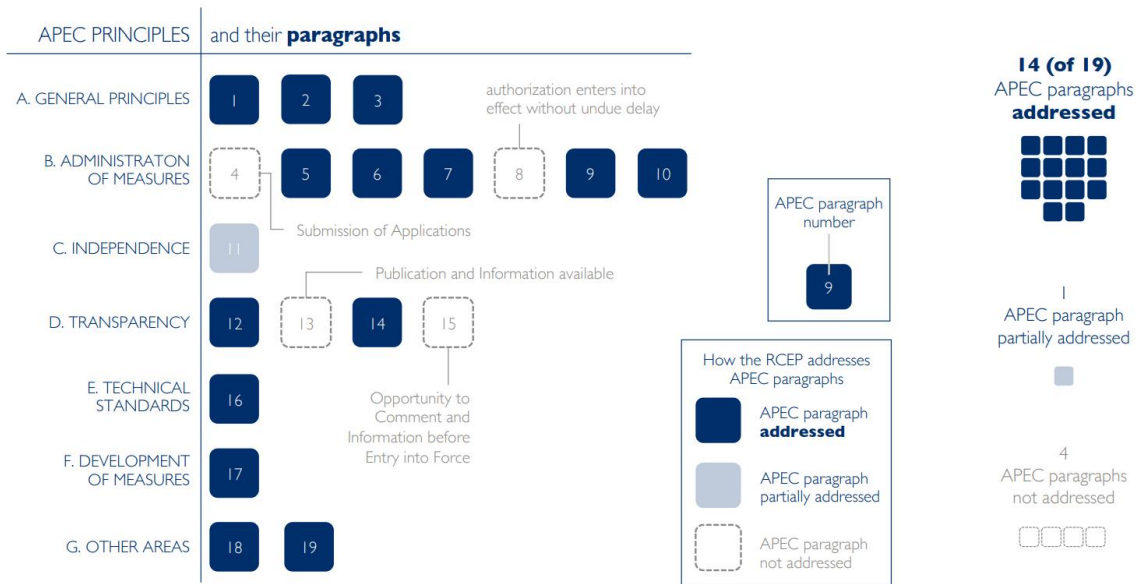 APEC PRINCIPLES
and their paragraphs
A. GENERAL PRINCIPLES
1
2
3
authorization enters into
effect without undue delay
B. ADMINISTRATON
OF MEASURES
4
5
6
7
8
9
10
Submission of Applications
C. INDEPENDENCE
11
Publication and Information available
D. TRANSPARENCY
12
13
14
15
Opportunity to
Comment and
Information before
Entry into Force
E. TECHNICAL
STANDARDS
16
F. DEVELOPMENT
OF MEASURES
17
G. OTHER AREAS
18
19
APEC paragraph
number
9
How the RCEP addresses
APEC paragraphs
APEC paragraph
addressed
APEC paragraph
partially addressed
APEC paragraph
not addressed
14 (of 19)
APEC paragraphs
addressed
1
APEC paragraph
partially addressed
4
APEC paragraphs
not addressed